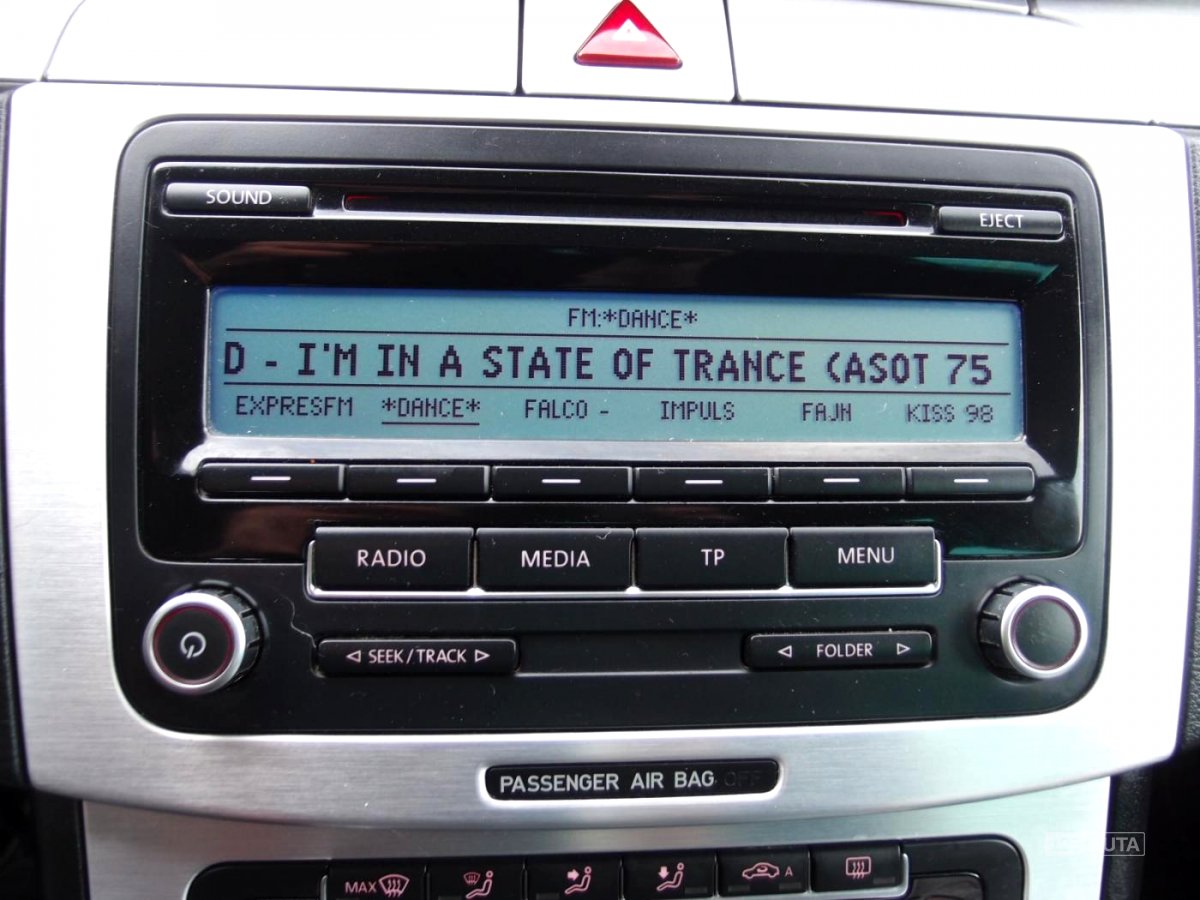 SOUND
EJECT
FM:*DANCE*
D - I'M IN A STATE OF TRANCE (ASOT 75
EXPRESFM *DANCE* FALCO - IMPULS FAJN KISS 98
RADIO MEDIA TP MENU
SEEK/TRACK FOLDER
PASSENGER AIR BAG OFF
MAX A